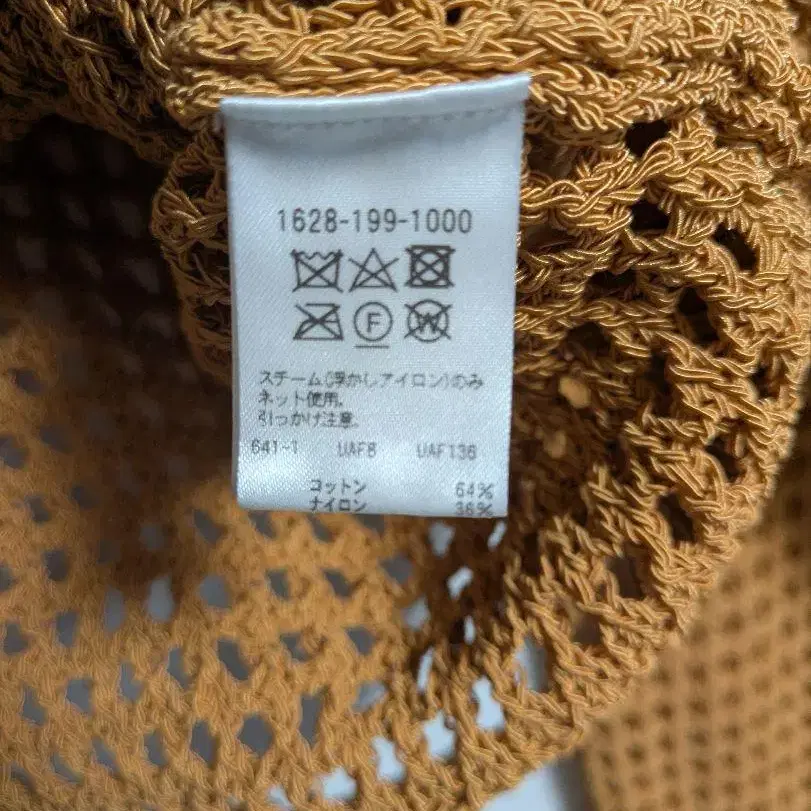 1628-199-1000
F W
スチーム(浮かしアイロン)のみ
ネット使用。
引っかけ注意。
641-1 UAF8 UAF136
コットン 64%
ナイロン 36%